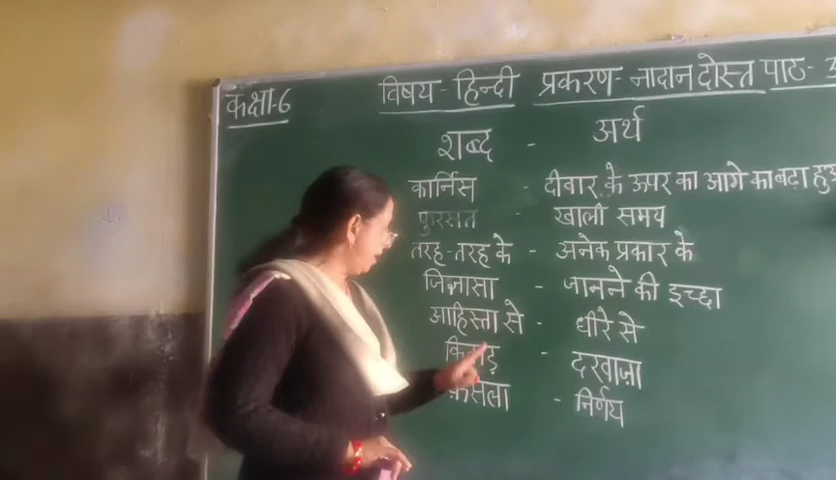 कक्षा-6 विषय- हिन्दी प्रकरण- नादान दोस्त पाठ-
शब्द - अर्थ
कार्निस - दीवार के ऊपर का आगे का बढ़ा
फुरसत - खाली समय
तरह-तरह के - अनेक प्रकार के
जिज्ञासा - जानने की इच्छा
आहिस्ता से - धीरे से
- दरवाज़ा
- निर्णय